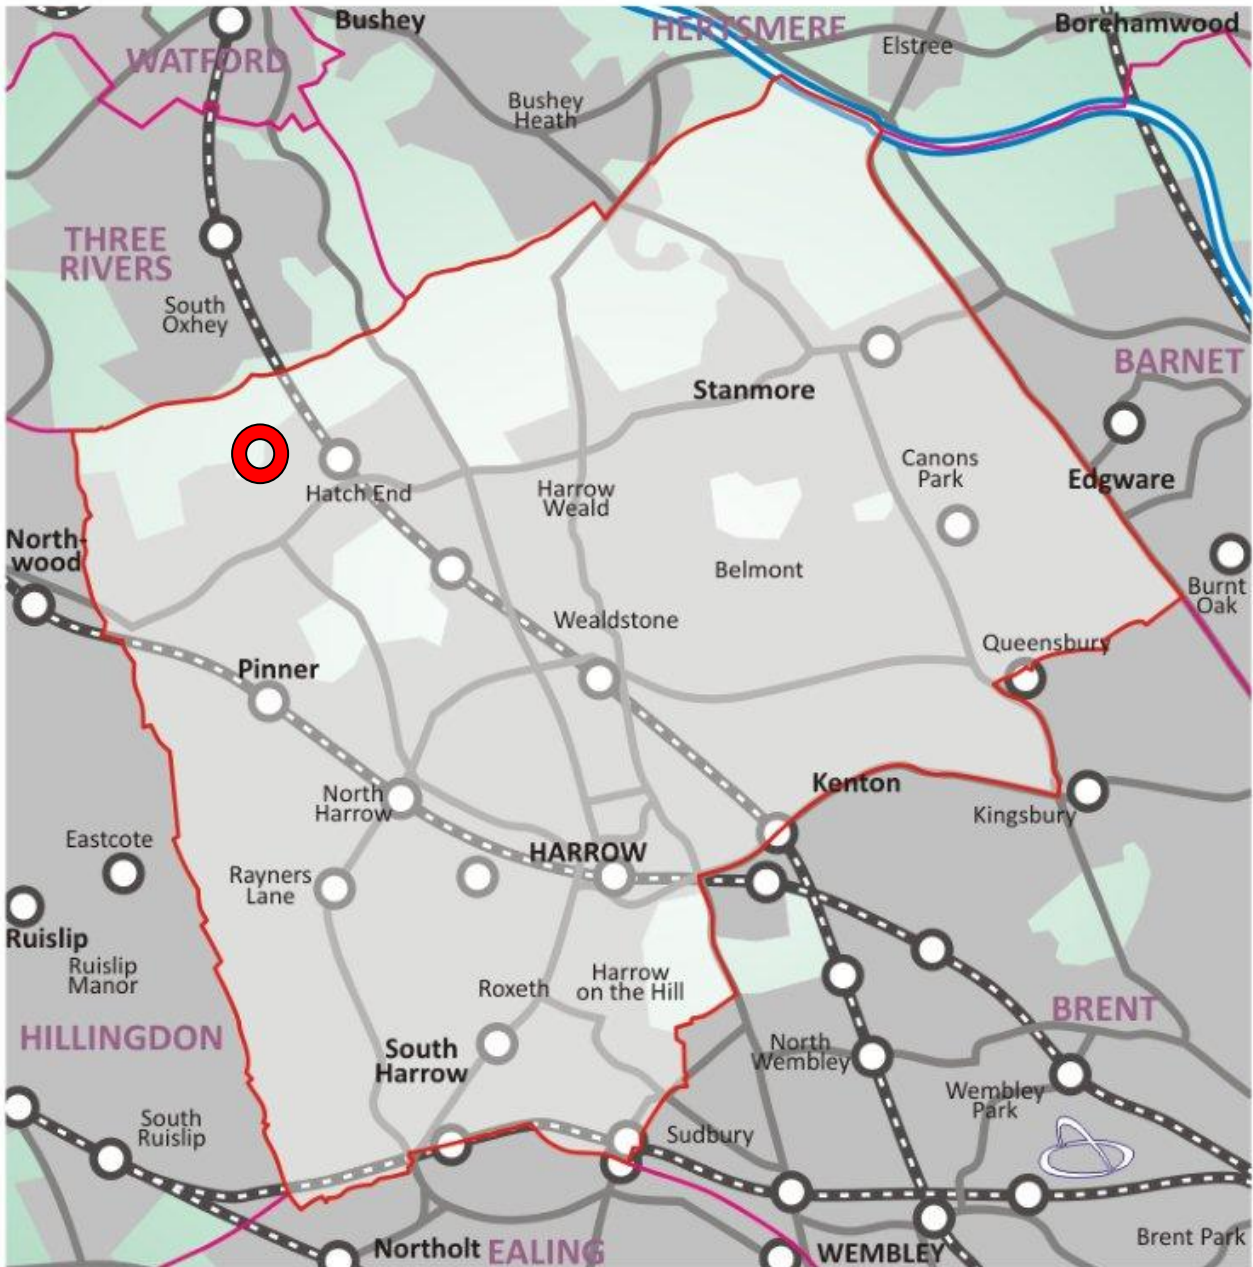 Bushey
HERTSMERE
Borehamwood
WATFORD
Elstree
Bushey
Heath
THREE
RIVERS
South
Oxhey
BARNET
Stanmore
Canons
Park
Edgware
Hatch End
Harrow
Weald
North-
wood
Belmont
Burnt
Oak
Wealdstone
Queensbury
Pinner
Kenton
North
Harrow
Kingsbury
Eastcote
HARROW
Rayners
Lane
Ruislip
Ruislip
Manor
Roxeth
Harrow
on the Hill
BRENT
HILLINGDON
South
Harrow
North
Wembley
Wembley
Park
South
Ruislip
Sudbury
Brent Park
Northolt
EALING
WEMBLEY